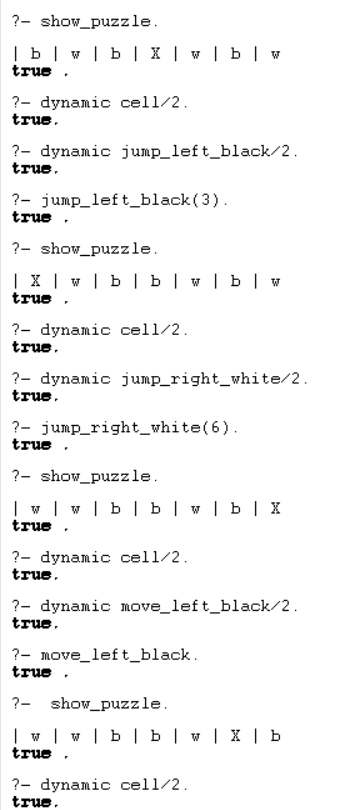 ?- show_puzzle.
| b | w | b | X | w | b | w
true .
?- dynamic cell/2.
true.
?- dynamic jump_left_black/2.
true.
?- jump_left_black(3).
true .
?- show_puzzle.
| X | w | b | b | w | b | w
true .
?- dynamic cell/2.
true.
?- dynamic jump_right_white/2.
true.
?- jump_right_white(6).
true .
?- show_puzzle.
| w | w | b | b | w | b | X
true .
?- dynamic cell/2.
true.
?- dynamic move_left_black/2.
true.
?- move_left_black.
true .
?-  show_puzzle.
| w | w | b | b | w | X | b
true .
?- dynamic cell/2.
true.